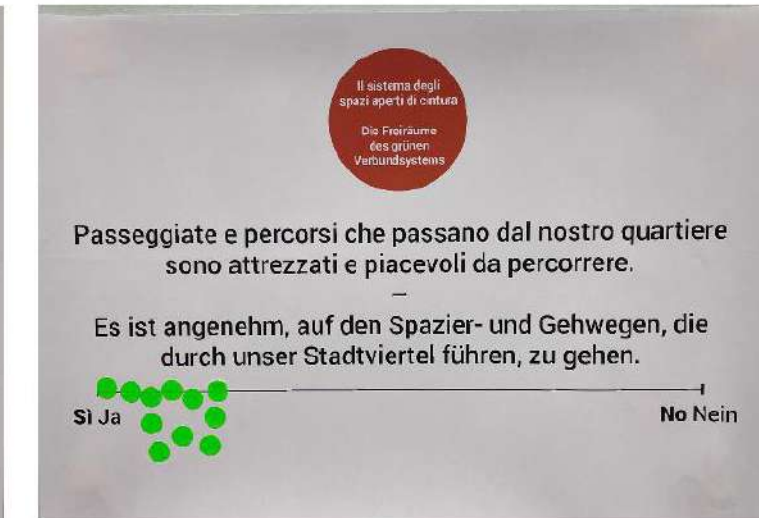 Il sistema degli
spazi aperti di cintura
Die Freiräume
des grünen
Verbundsystems
Passeggiate e percorsi che passano dal nostro quartiere
sono attrezzati e piacevoli da percorrere.
–
Es ist angenehm, auf den Spazier- und Gehwegen, die
durch unser Stadtviertel führen, zu gehen.
Sì Ja
No Nein